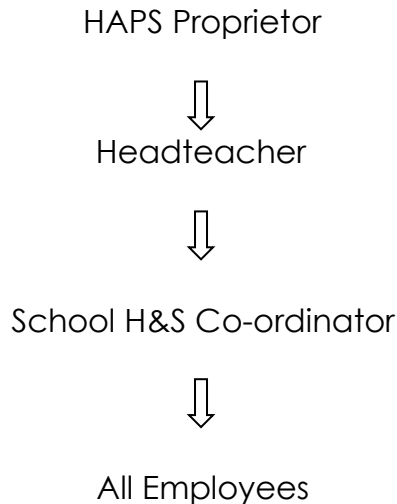 HAPS Proprietor
Headteacher
School H&S Co-ordinator
All Employees